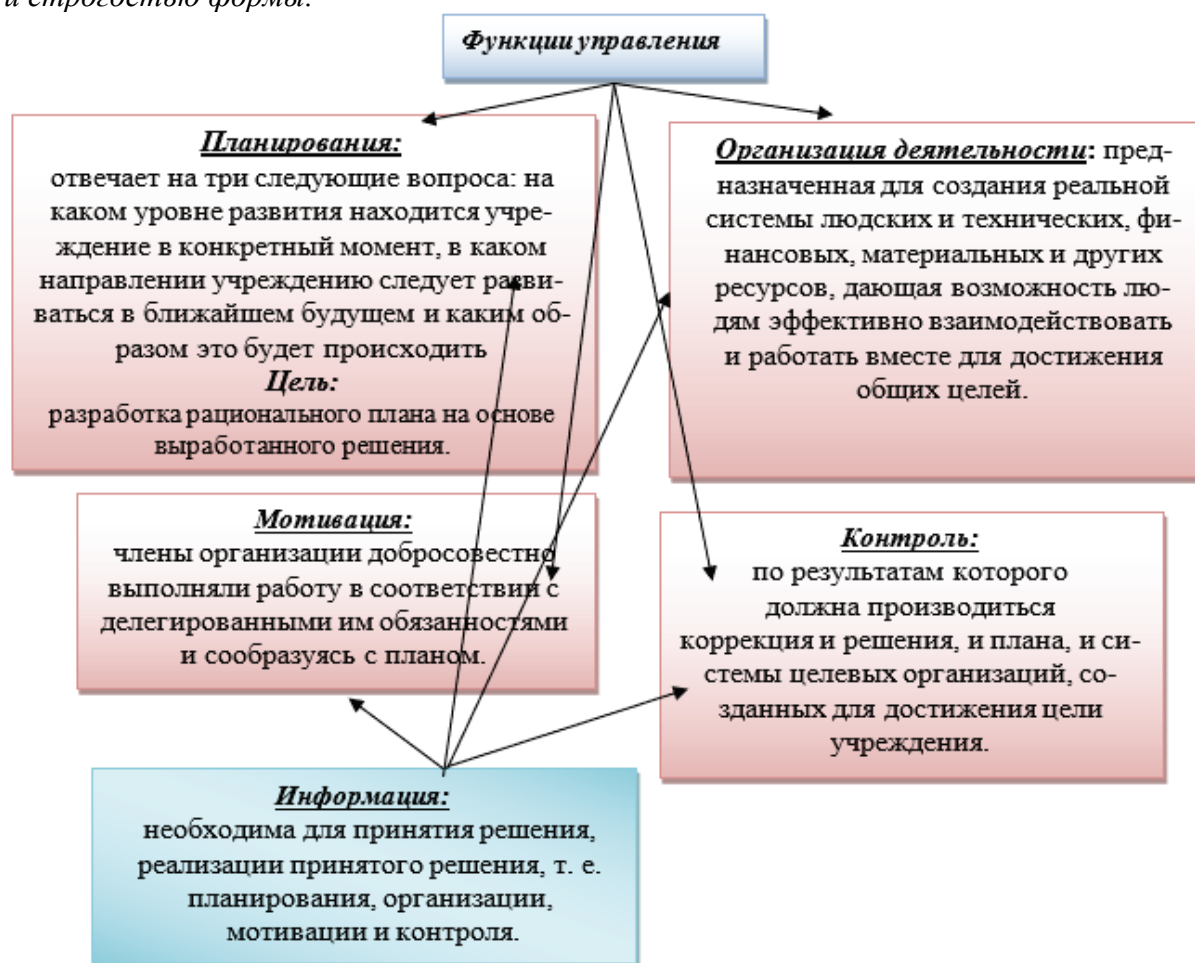 и строгостью формы.
Функции управления
Планирования:
отвечает на три следующие вопроса: на
каком уровне развития находится учре-
ждение в конкретный момент, в каком
направлении учреждению следует разви-
ваться в ближайшем будущем и каким об-
разом это будет происходить
Цель:
разработка рационального плана на основе
выработанного решения.
Организация деятельности: пред-
назначенная для создания реальной
системы людских и технических, фи-
нансовых, материальных и других
ресурсов, дающая возможность лю-
дям эффективно взаимодействовать
и работать вместе для достижения
общих целей.
Мотивация:
члены организации добросовестно
выполняли работу в соответствии с
делегированными им обязанностями
и сообразуясь с планом.
Контроль:
по результатам которого
должна производиться
коррекция и решения, и плана, и си-
стемы целевых организаций, со-
зданных для достижения цели
учреждения.
Информация:
необходима для принятия решения,
реализации принятого решения, т. е.
планирования, организации,
мотивации и контроля.